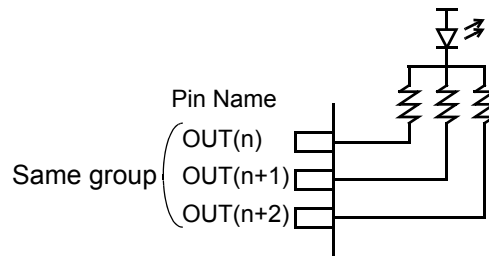 Pin Name
OUT(n)
Same group
OUT(n+1)
OUT(n+2)